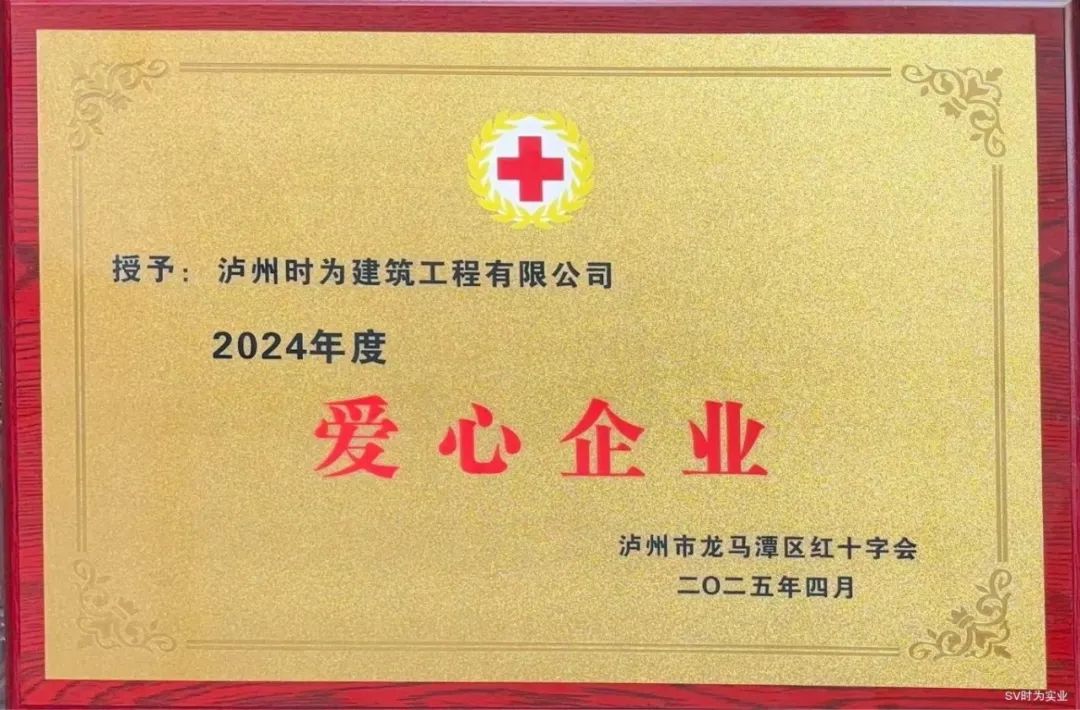 授予：泸州时为建筑工程有限公司
2024年度
爱心企业
泸州市龙马潭区红十字会
二〇二五年四月
SV时为实业